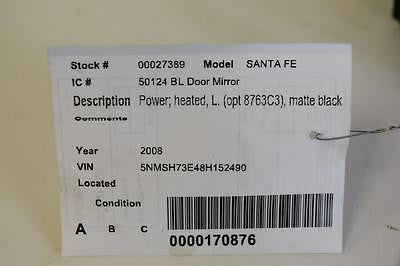 Stock # 00027389 Model SANTA FE
IC # 50124 BL Door Mirror
Description Power; heated, L. (opt 8763C3), matte black
Comments
Year 2008
VIN 5NMSH73E48H152490
Located
Condition
A B C
0000170876